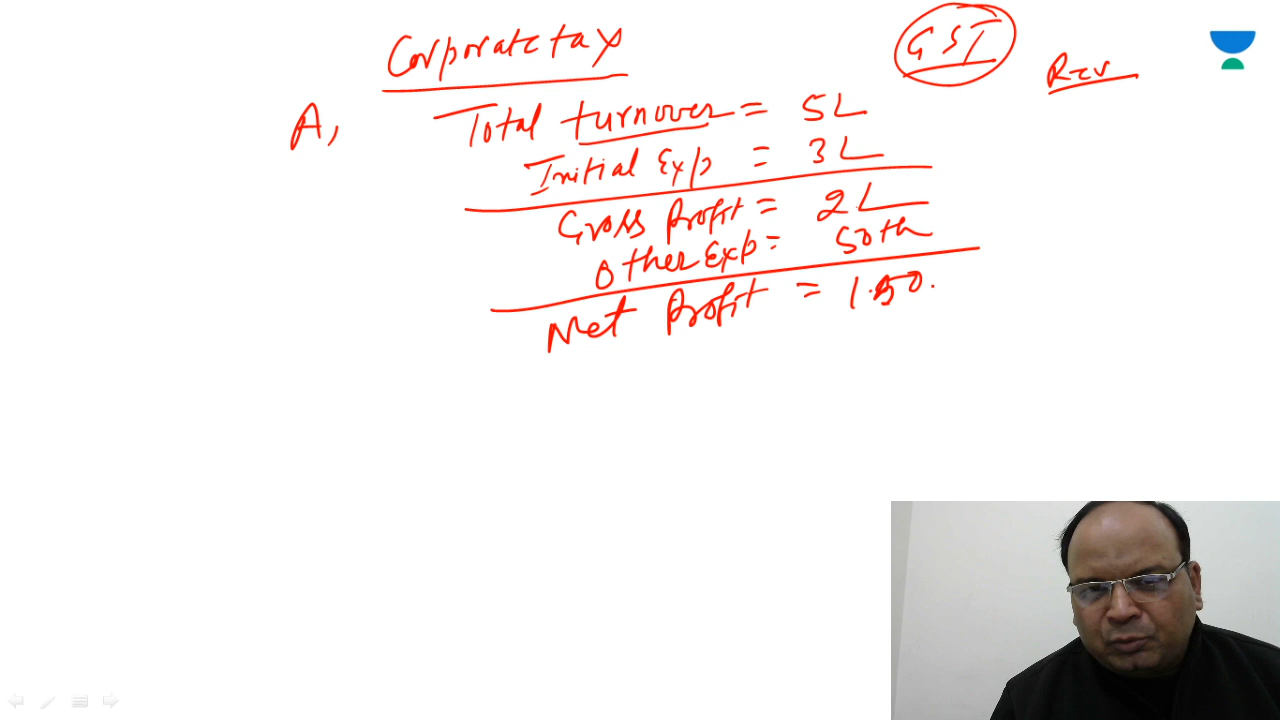 Corporate tax
GST
Rev
A, Total turnover = 5L
Initial Exp = 3L
Gross Profit = 2L
Other Exp = 50th
Net Profit = 1.50.